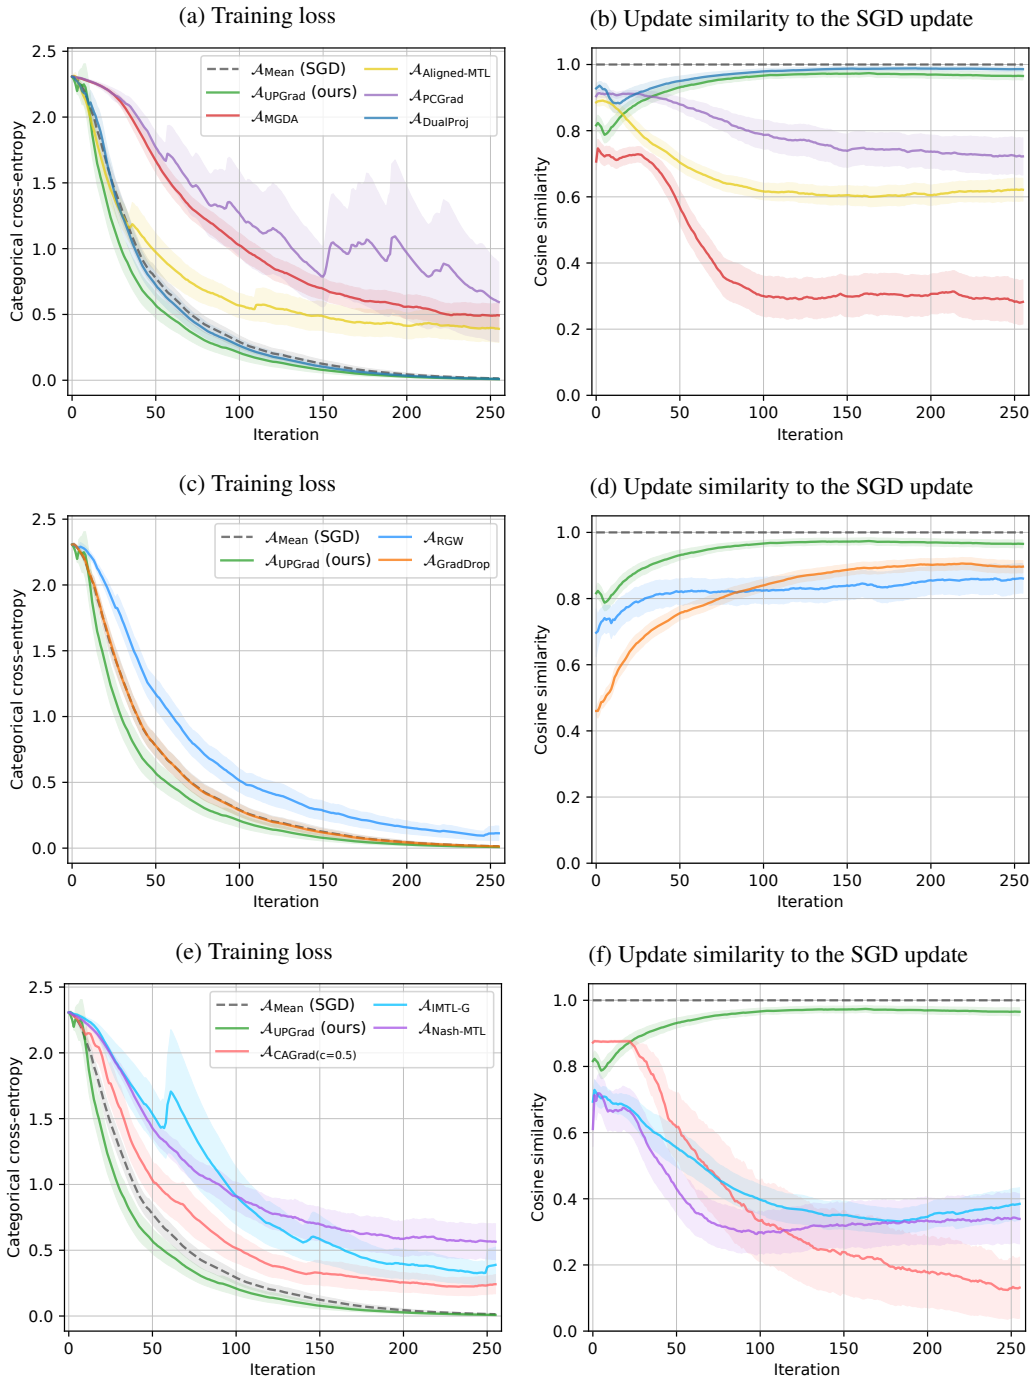 (a) Training loss
(b) Update similarity to the SGD update
2.5
2.0
1.5
1.0
0.5
0.0
Categorical cross-entropy
0
50
100
150
200
250
Iteration
𝒜Mean (SGD)
𝒜UPGrad (ours)
𝒜MGDA
𝒜Aligned-MTL
𝒜PCGrad
𝒜DualProj
1.0
0.8
0.6
0.4
0.2
0.0
Cosine similarity
0
50
100
150
200
250
Iteration
(c) Training loss
(d) Update similarity to the SGD update
2.5
2.0
1.5
1.0
0.5
0.0
Categorical cross-entropy
0
50
100
150
200
250
Iteration
𝒜Mean (SGD)
𝒜UPGrad (ours)
𝒜RGW
𝒜GradDrop
1.0
0.8
0.6
0.4
0.2
0.0
Cosine similarity
0
50
100
150
200
250
Iteration
(e) Training loss
(f) Update similarity to the SGD update
2.5
2.0
1.5
1.0
0.5
0.0
Categorical cross-entropy
0
50
100
150
200
250
Iteration
𝒜Mean (SGD)
𝒜UPGrad (ours)
𝒜CAGrad(c=0.5)
𝒜IMTL-G
𝒜Nash-MTL
1.0
0.8
0.6
0.4
0.2
0.0
Cosine similarity
0
50
100
150
200
250
Iteration